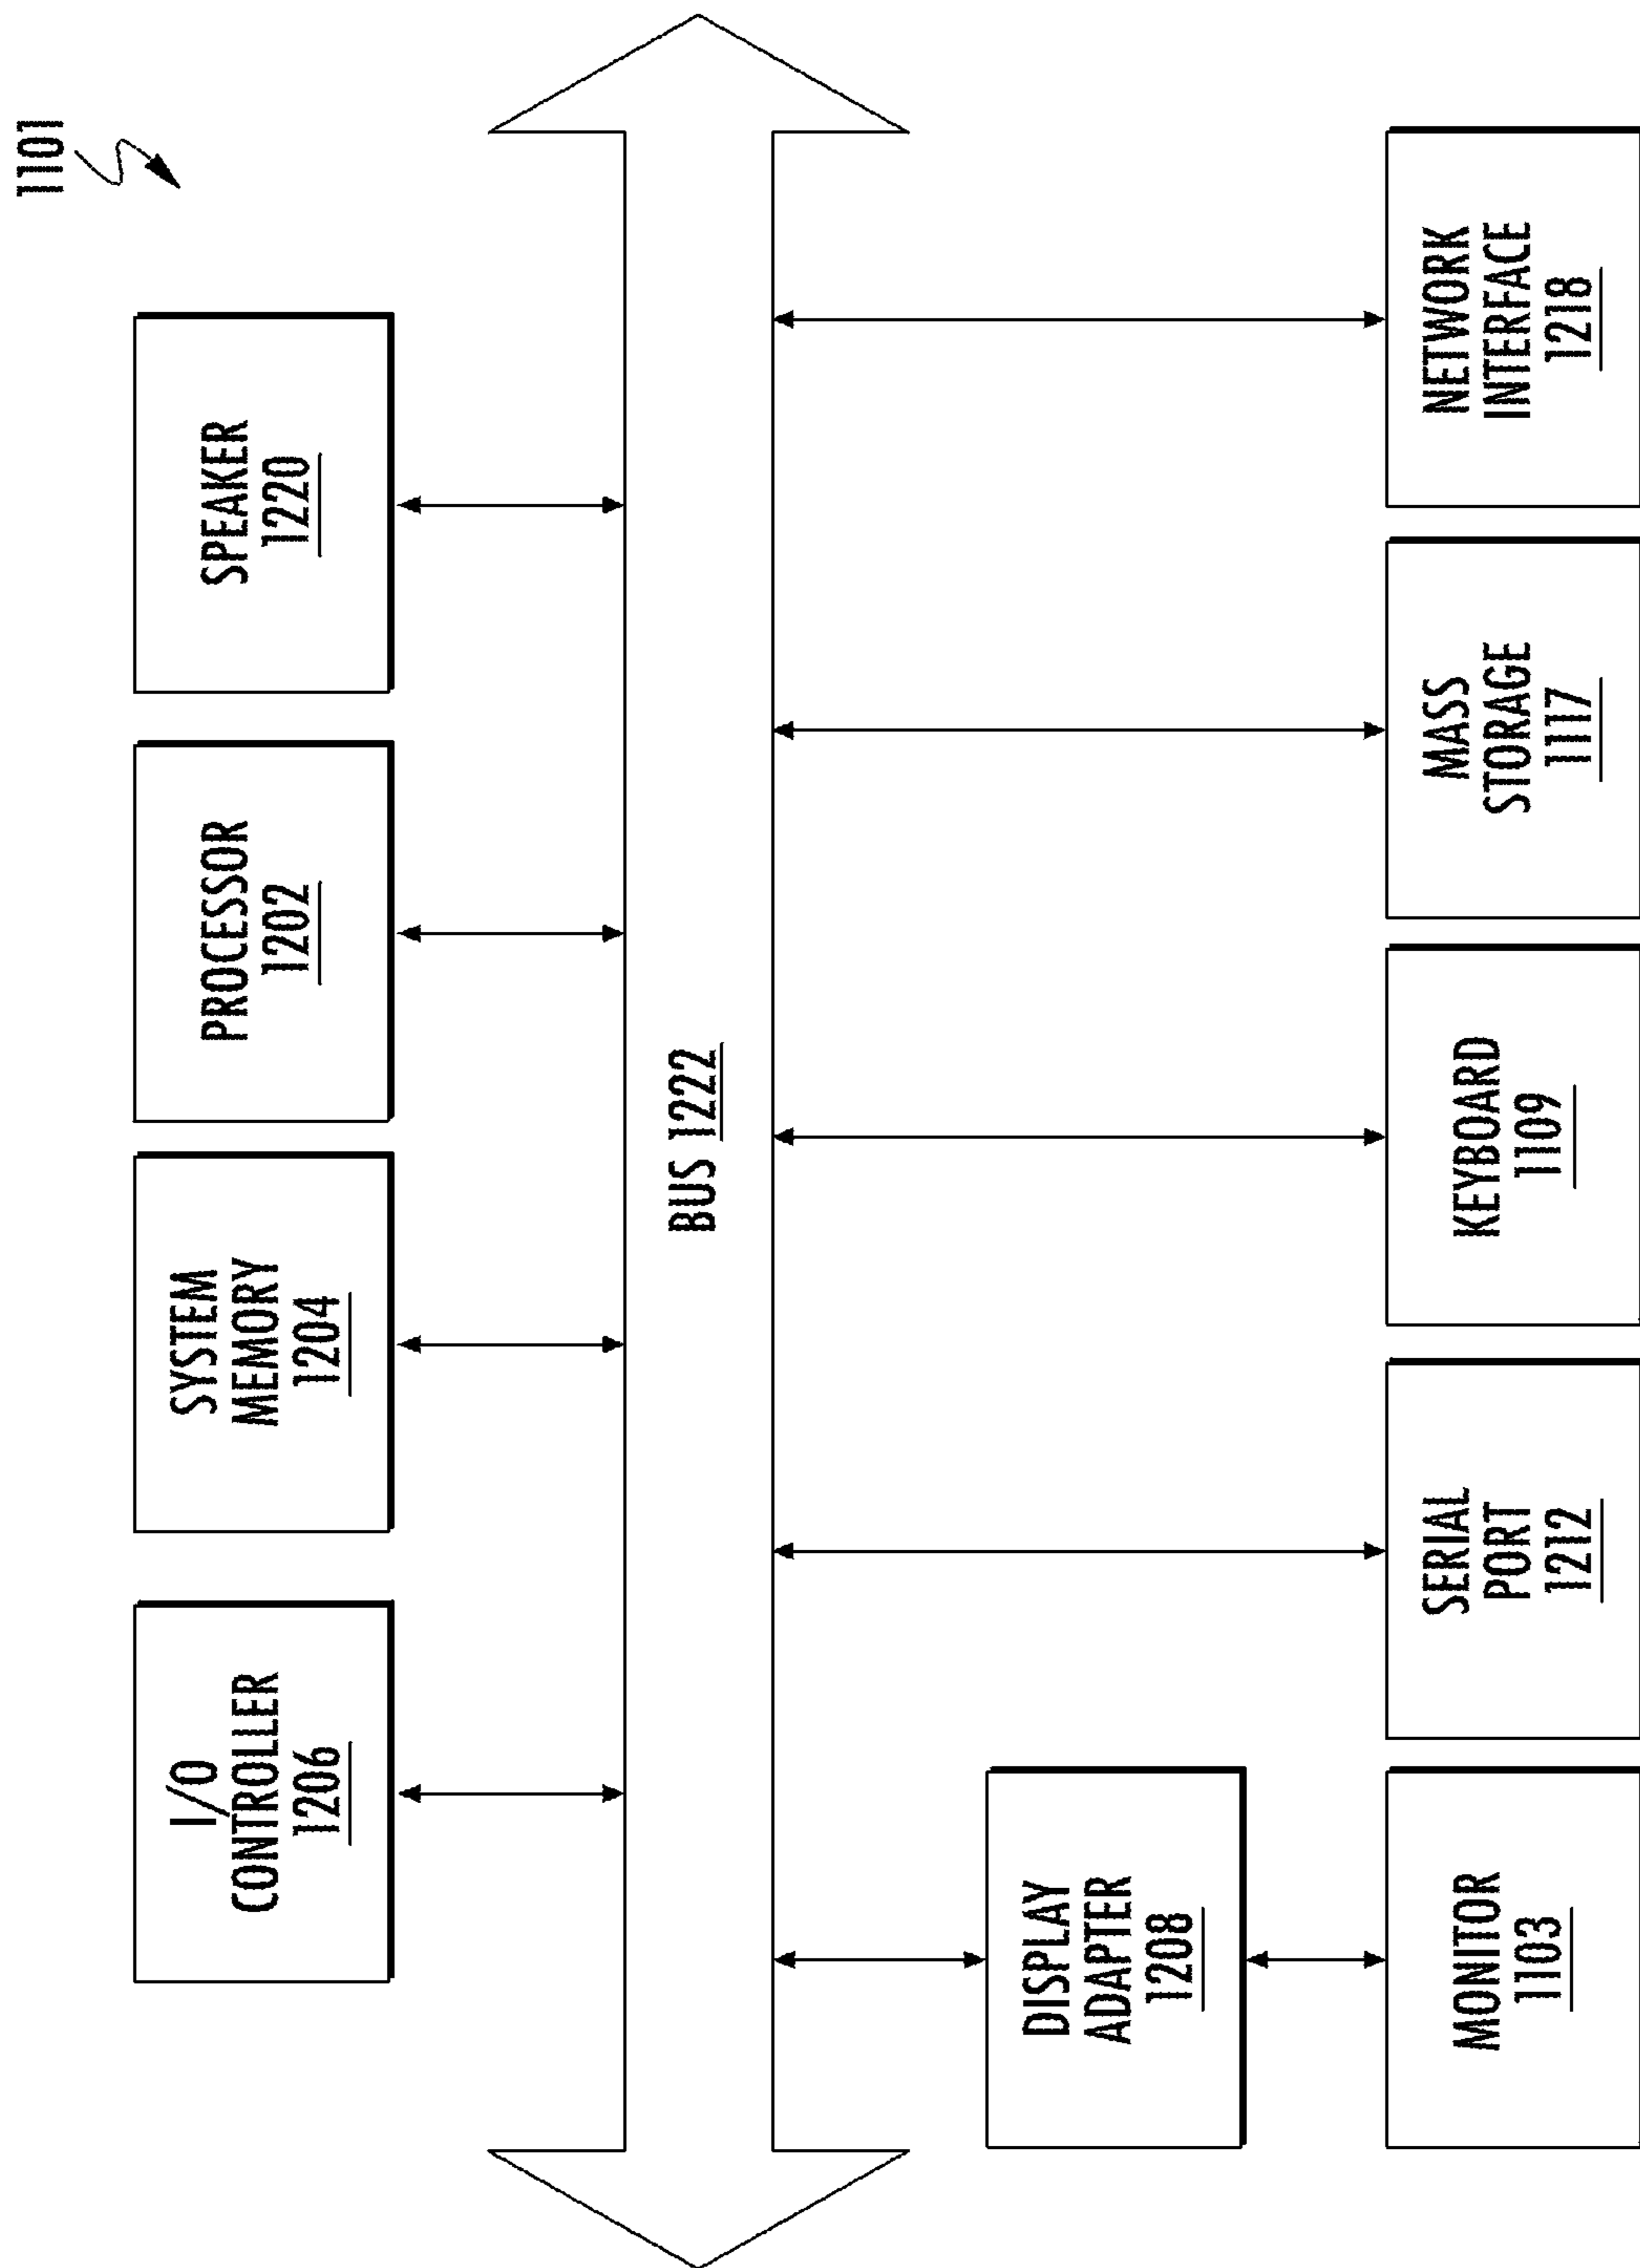 1101
I/O
CONTROLLER
1206
SYSTEM
MEMORY
1204
PROCESSOR
1202
SPEAKER
1220
BUS 1222
DISPLAY
ADAPTER
1208
MONITOR
1103
SERIAL
PORT
1212
KEYBOARD
1109
MASS
STORAGE
1117
NETWORK
INTERFACE
1218